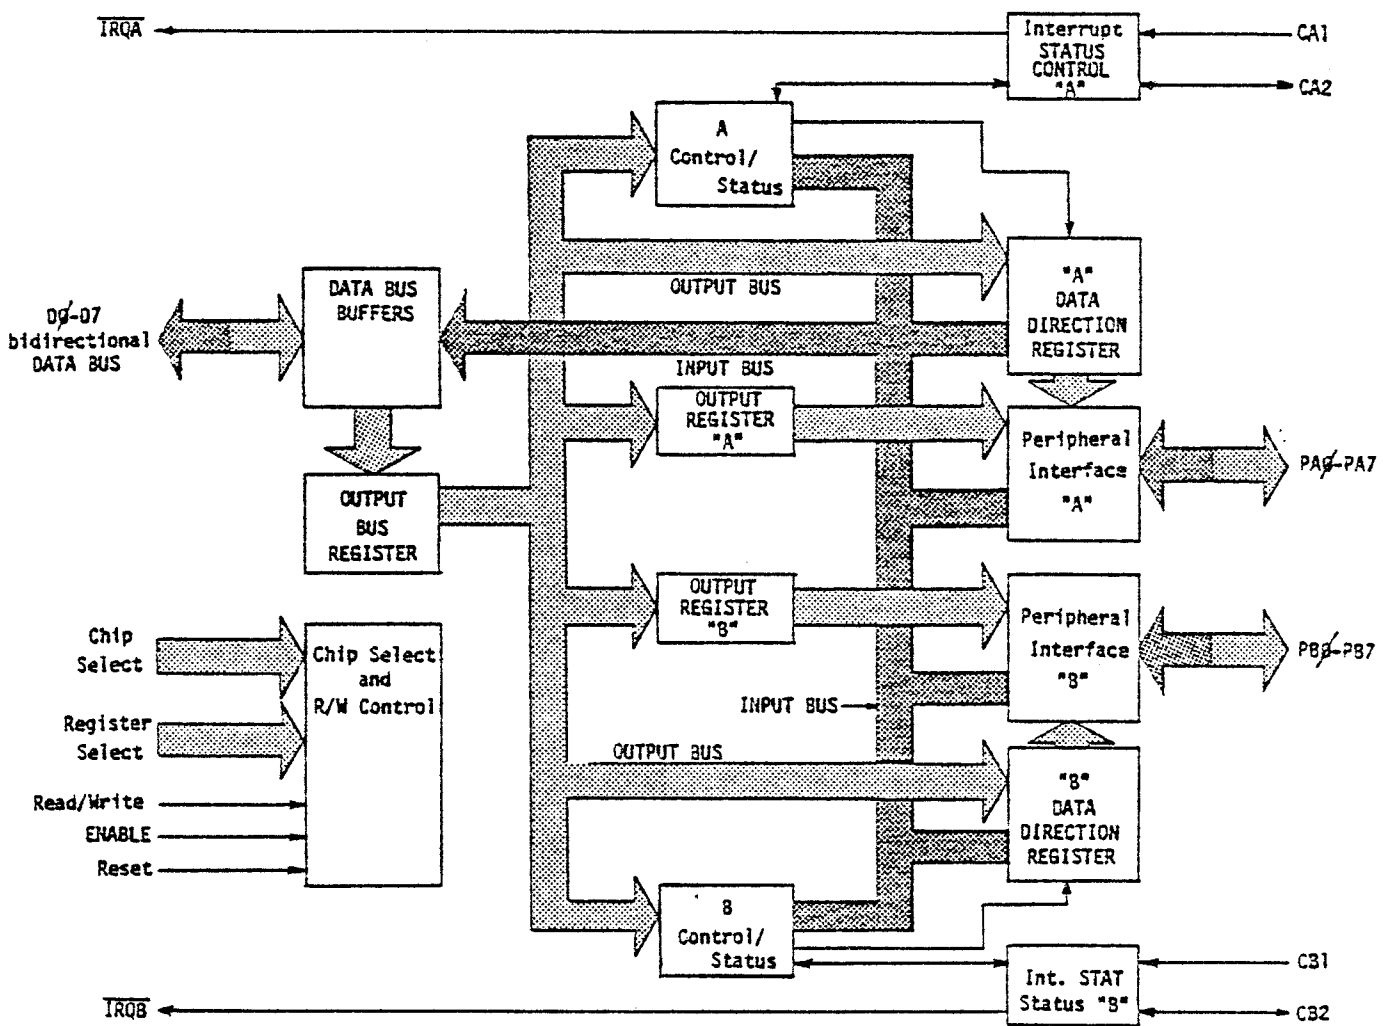 IRQA
Interrupt
STATUS
CONTROL
"A"
CA1
CA2
A
Control/
Status
"A"
DATA
DIRECTION
REGISTER
OUTPUT BUS
DATA BUS
BUFFERS
DØ-D7
bidirectional
DATA BUS
INPUT BUS
OUTPUT
REGISTER
"A"
Peripheral
Interface
"A"
PAØ-PA7
OUTPUT
BUS
REGISTER
OUTPUT
REGISTER
"B"
Peripheral
Interface
"B"
PBØ-PB7
Chip
Select
Chip Select
and
R/W Control
Register
Select
INPUT BUS
OUTPUT BUS
"B"
DATA
DIRECTION
REGISTER
Read/Write
ENABLE
Reset
B
Control/
Status
Int. STAT
Status "B"
CB1
CB2
IRQB